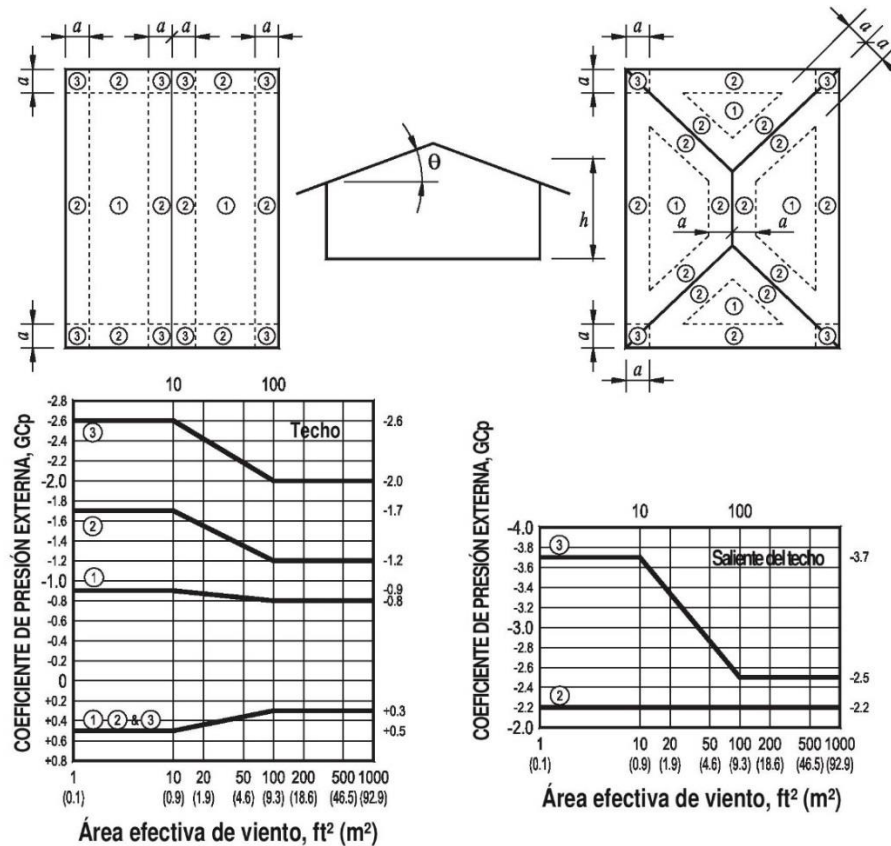 a a a a
a
3 2 3 3 2 3
2 1 2 2 1 2
a
3 2 3 3 2 3
θ
h
a
a
a
a
3 2 3
1
2 2
2 2
2 1 2 2 1 2
a a
2 2
2 1 2
a
3 2 3
a
10 100
COEFICIENTE DE PRESIÓN EXTERNA, GCp
Techo
-2.8
-2.6
-2.4
-2.2
-2.0
-1.8
-1.6
-1.4
-1.2
-1.0
-0.8
-0.6
-0.4
-0.2
0
+0.2
+0.4
+0.6
+0.8
3
2
1
1 2 & 3
-2.6
-2.0
-1.7
-1.2
-0.9
-0.8
+0.3
+0.5
1 10 20 50 100 200 500 1000
(0.1) (0.9) (1.9) (4.6) (9.3) (18.6) (46.5) (92.9)
Área efectiva de viento, ft² (m²)
10 100
COEFICIENTE DE PRESIÓN EXTERNA, GCp
Saliente del techo
-4.0
-3.8
-3.6
-3.4
-3.2
-3.0
-2.8
-2.6
-2.4
-2.2
-2.0
3
2
-3.7
-2.5
-2.2
1 10 20 50 100 200 500 1000
(0.1) (0.9) (1.9) (4.6) (9.3) (18.6) (46.5) (92.9)
Área efectiva de viento, ft² (m²)